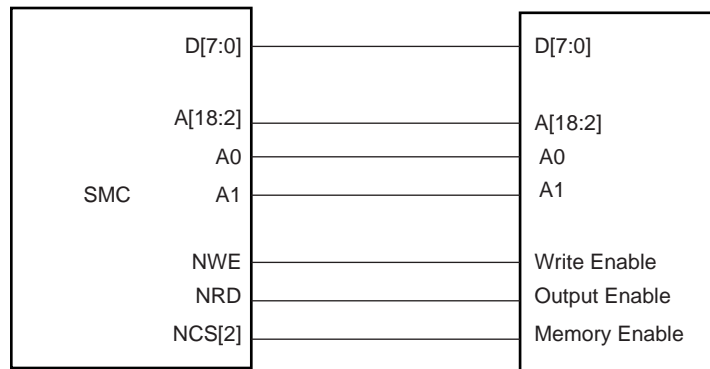 D[7:0] D[7:0]
A[18:2] A[18:2]
A0 A0
SMC A1 A1
NWE Write Enable
NRD Output Enable
NCS[2] Memory Enable